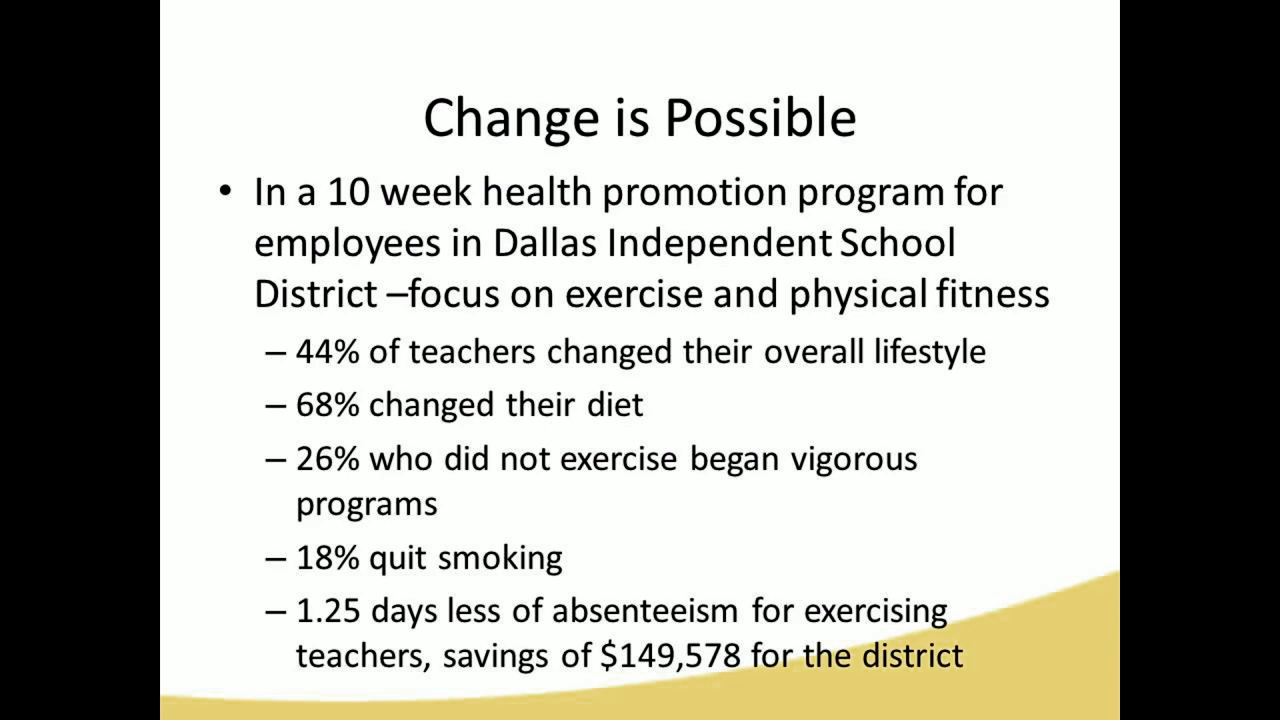 Change is Possible
• In a 10 week health promotion program for
employees in Dallas Independent School
District –focus on exercise and physical fitness
– 44% of teachers changed their overall lifestyle
– 68% changed their diet
– 26% who did not exercise began vigorous
programs
– 18% quit smoking
– 1.25 days less of absenteeism for exercising
teachers, savings of $149,578 for the district